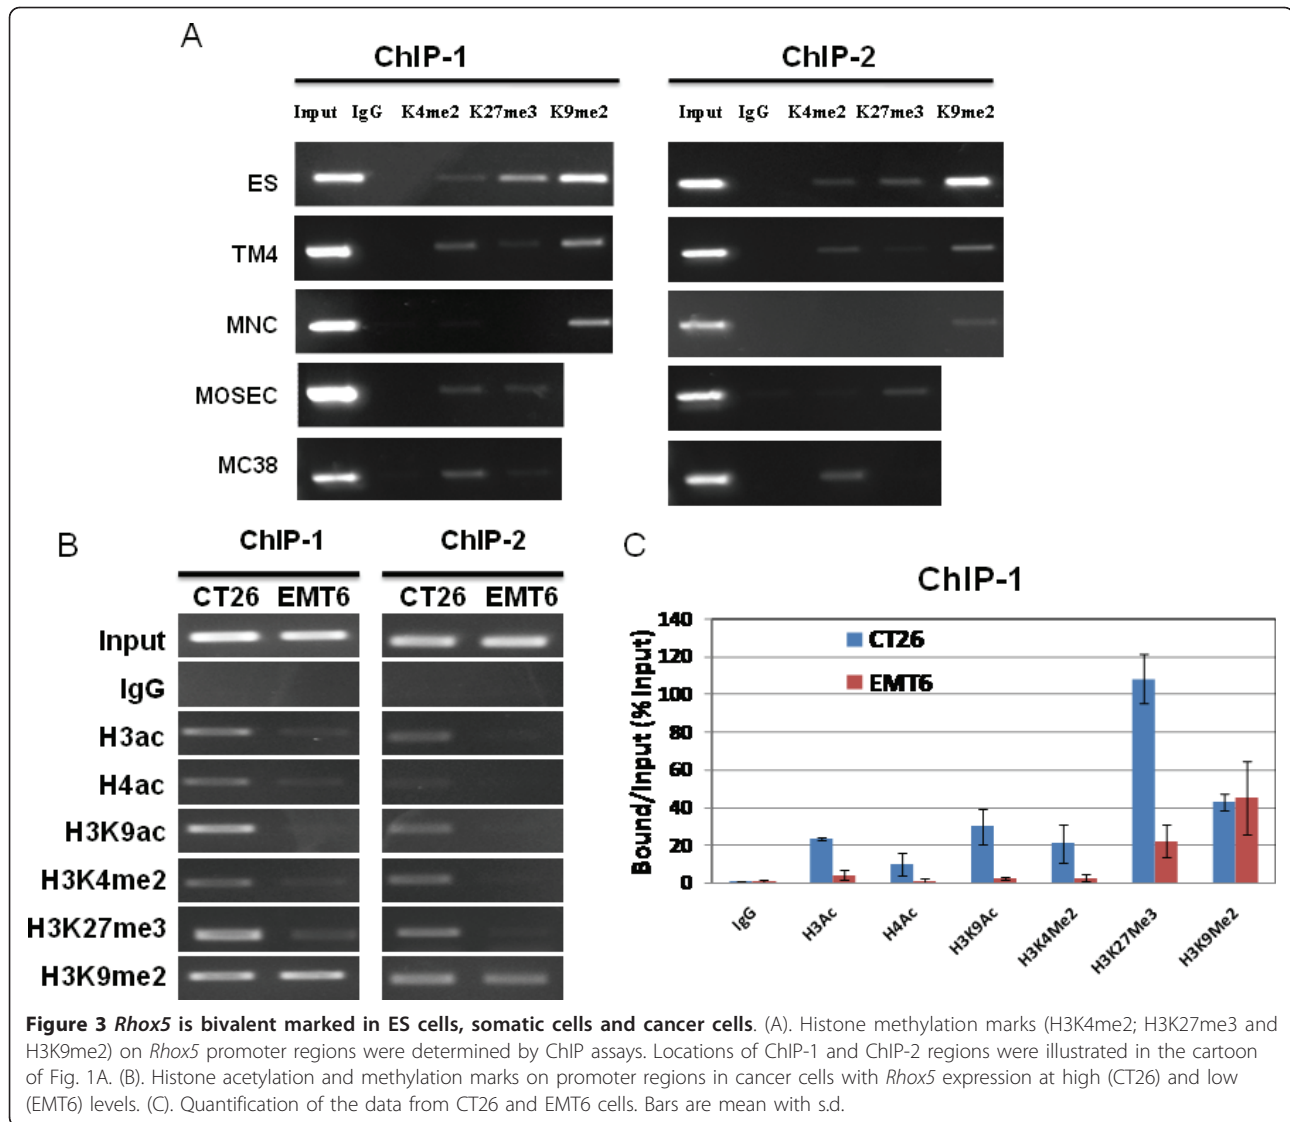 A
ChIP-1
ChIP-2
Input IgG K4me2 K27me3 K9me2
Input IgG K4me2 K27me3 K9me2
ES
TM4
MNC
MOSEC
MC38
B
ChIP-1
ChIP-2
CT26 EMT6
CT26 EMT6
Input
IgG
H3ac
H4ac
H3K9ac
H3K4me2
H3K27me3
H3K9me2
C
ChIP-1
Bound/Input (% Input)
140
120
100
80
60
40
20
0
CT26
EMT6
IgG
H3Ac
H4Ac
H3K9Ac
H3K4Me2
H3K27Me3
H3K9Me2
Figure 3 Rhox5 is bivalent marked in ES cells, somatic cells and cancer cells. (A). Histone methylation marks (H3K4me2; H3K27me3 and
H3K9me2) on Rhox5 promoter regions were determined by ChIP assays. Locations of ChIP-1 and ChIP-2 regions were illustrated in the cartoon
of Fig. 1A. (B). Histone acetylation and methylation marks on promoter regions in cancer cells with Rhox5 expression at high (CT26) and low
(EMT6) levels. (C). Quantification of the data from CT26 and EMT6 cells. Bars are mean with s.d.